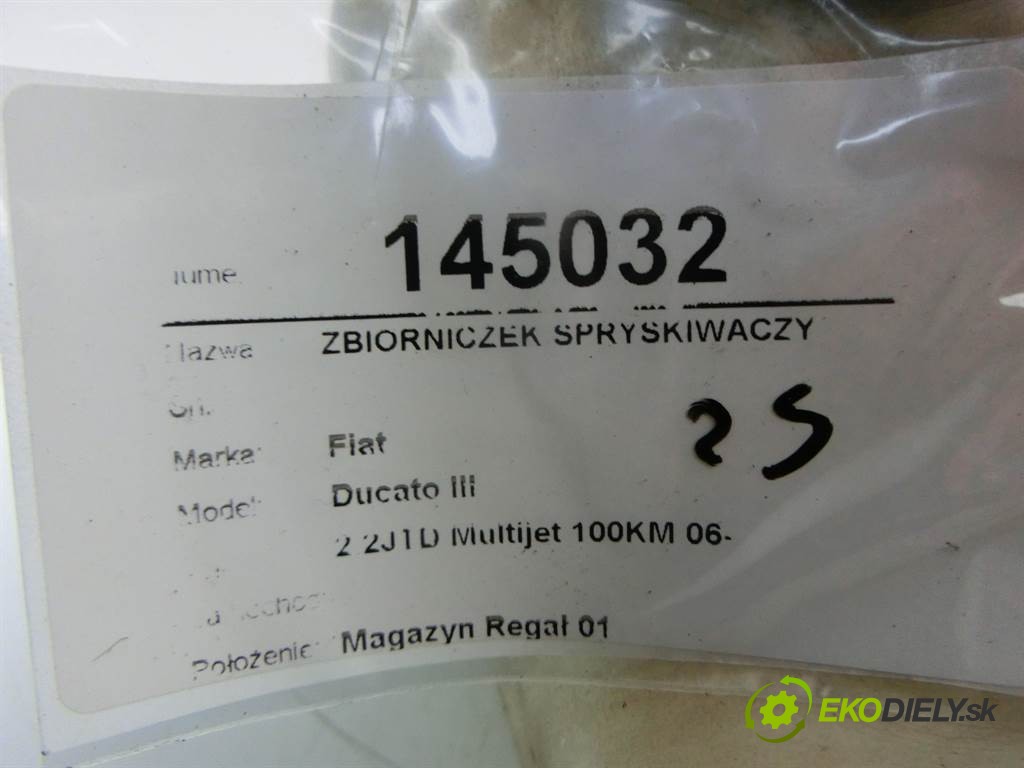 145032
ZBIORNICZEK SPRYSKIWACZY
Marka: Fiat
25
Model: Ducato III
2.2JTD Multijet 100KM 06-
Położenie: Magazyn Regał 01
EKODIELY.sk